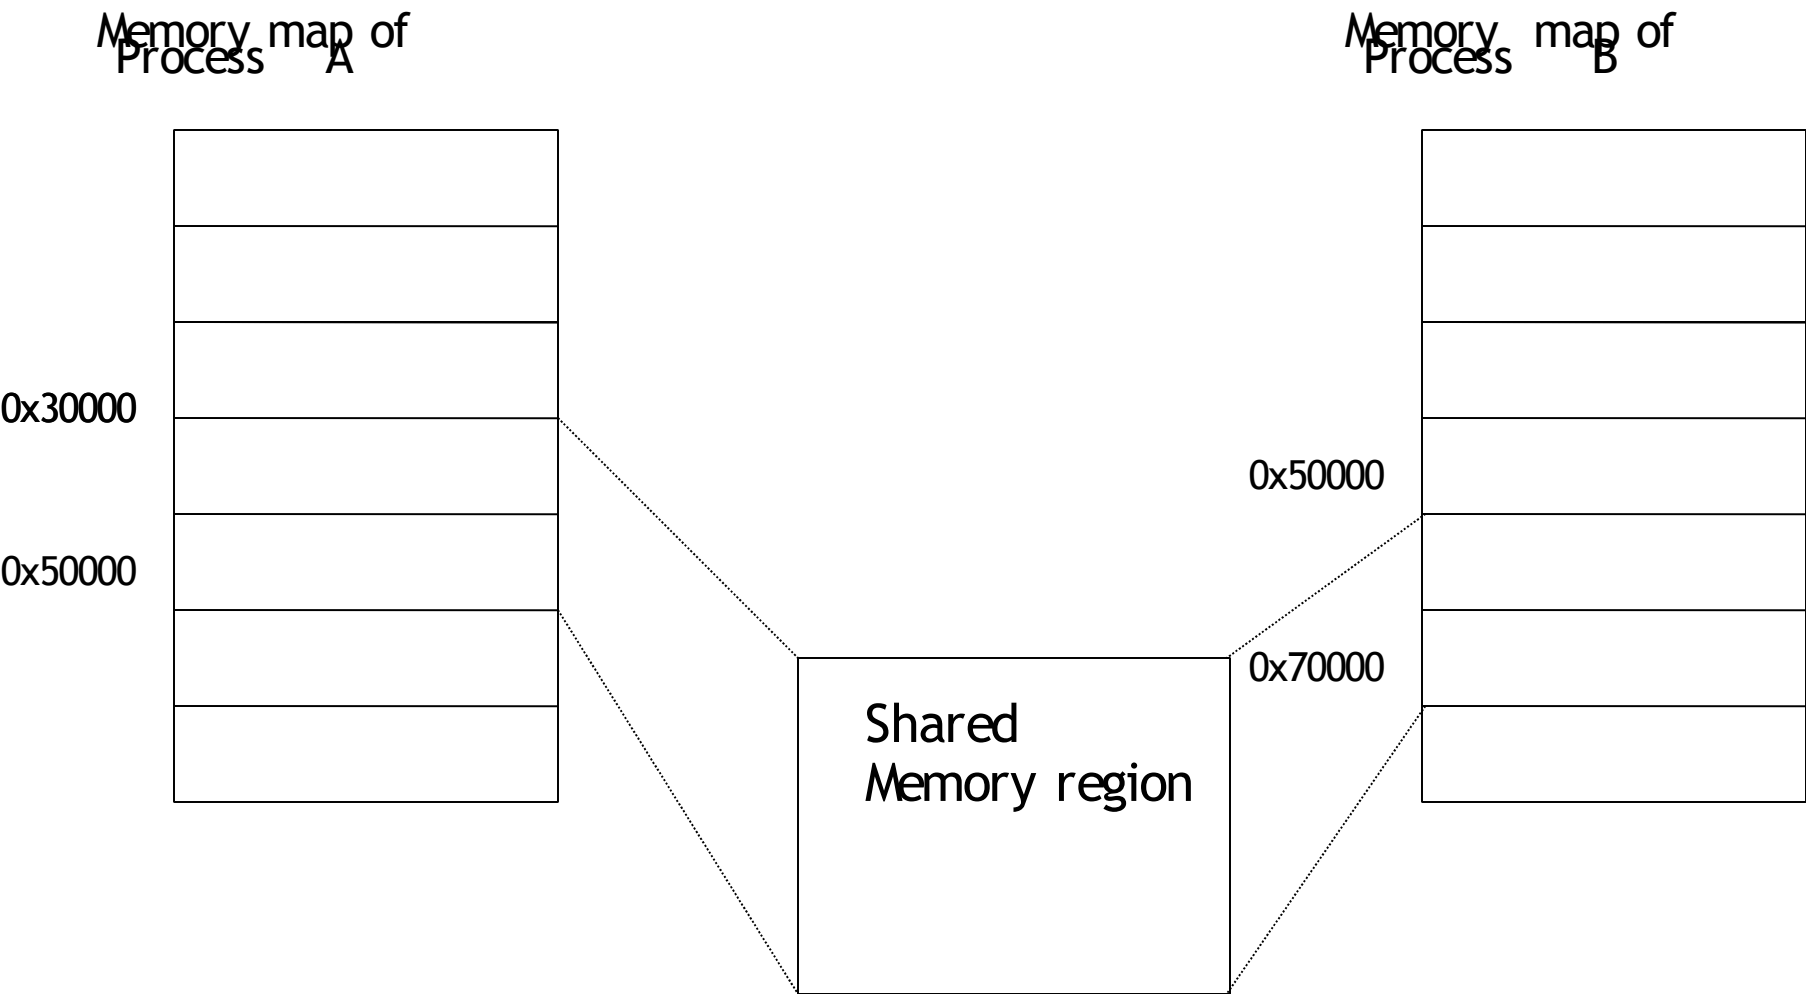 Memory map of
Process A
Memory map of
Process B
0x30000
0x50000
0x50000
0x70000
Shared
Memory region